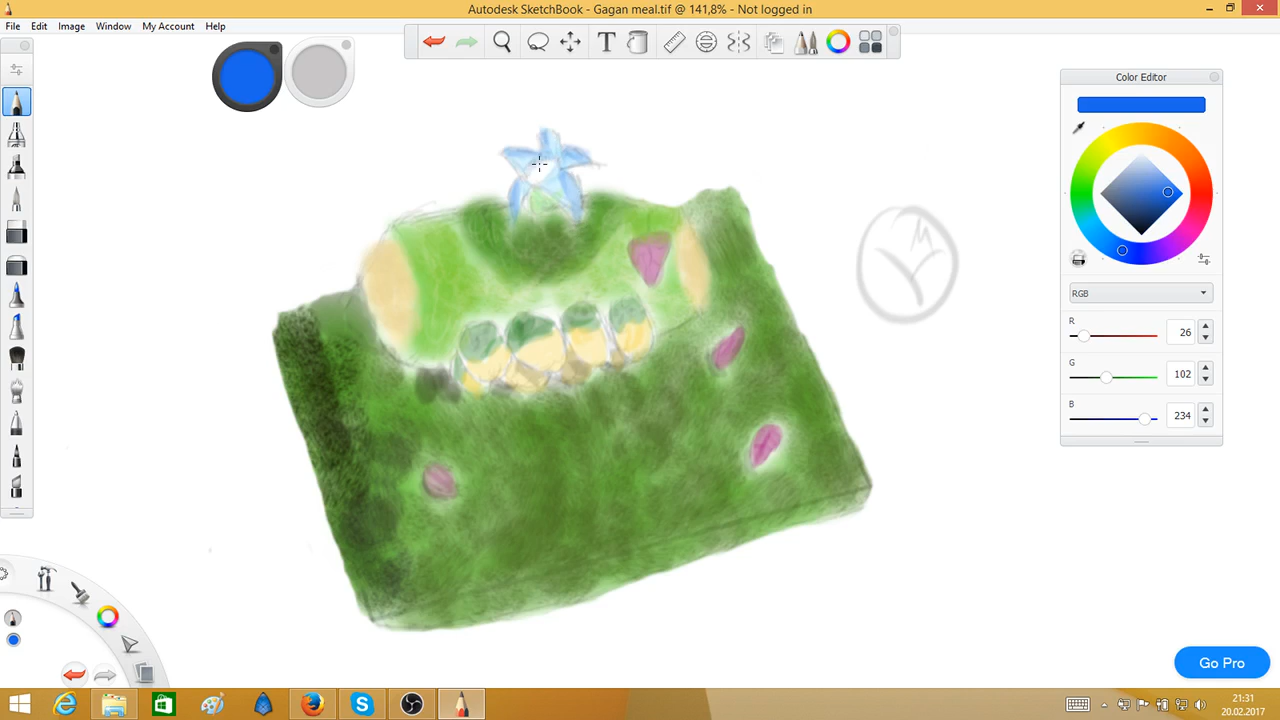 Autodesk SketchBook - Gagan meal.tif @ 141,8% - Not logged in
File Edit Image Window My Account Help
T
Color Editor
RGB
R
26
G
102
B
234
Go Pro
S
21:31
20.02.2017